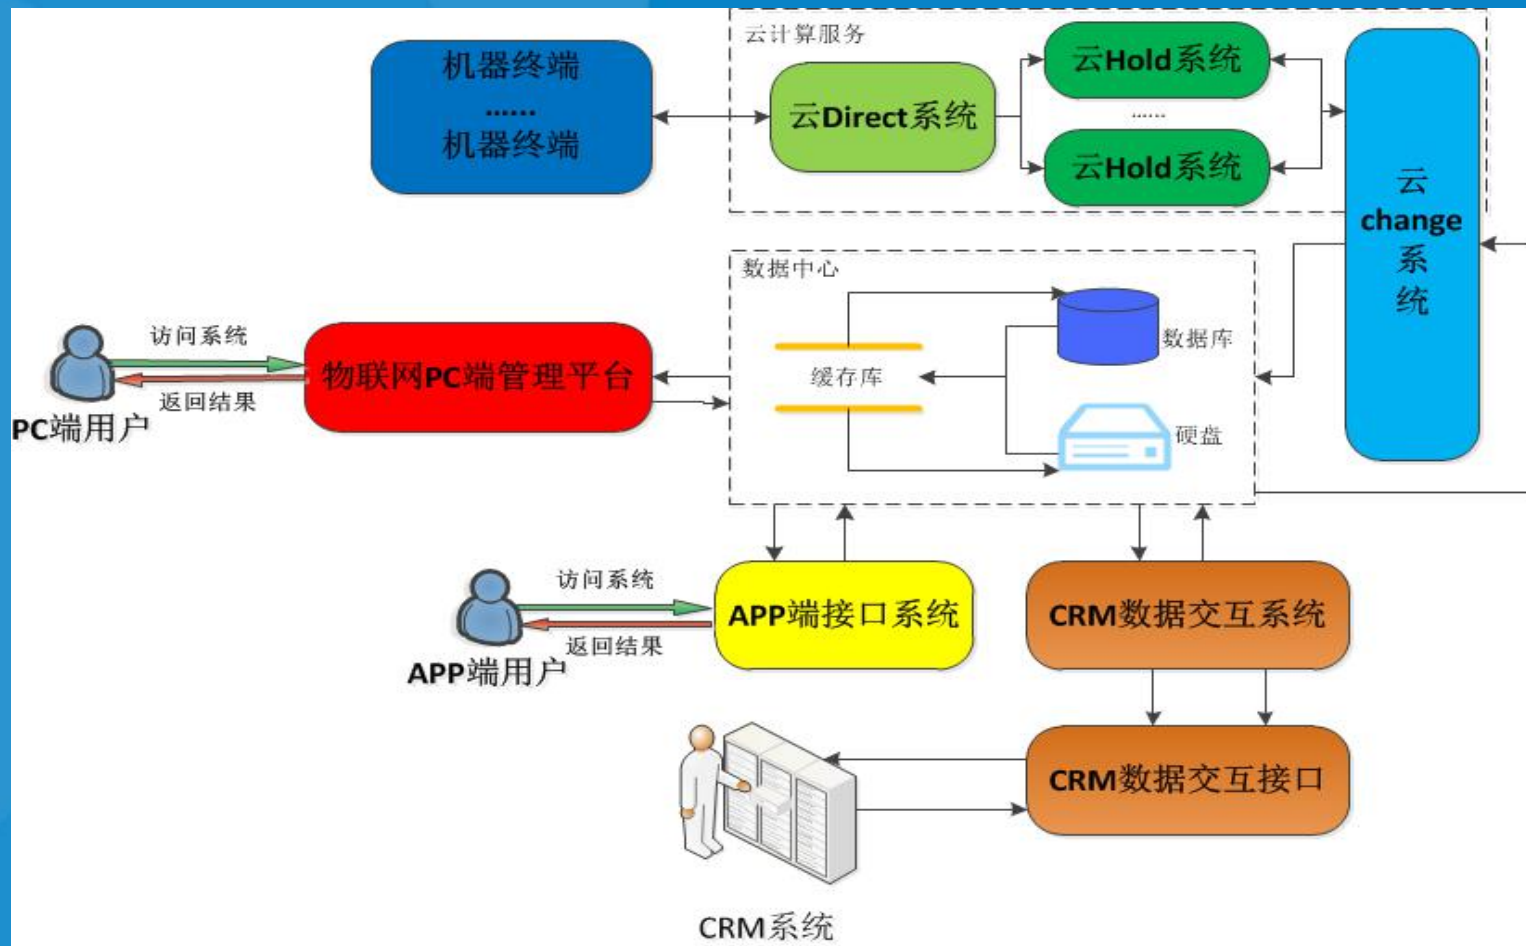 云计算服务
机器终端
......
机器终端
云Direct系统
云Hold系统
......
云Hold系统
云
change
系
统
数据中心
数据库
缓存库
硬盘
访问系统
返回结果
PC端用户
物联网PC端管理平台
访问系统
返回结果
APP端用户
APP端接口系统
CRM数据交互系统
CRM数据交互接口
CRM系统